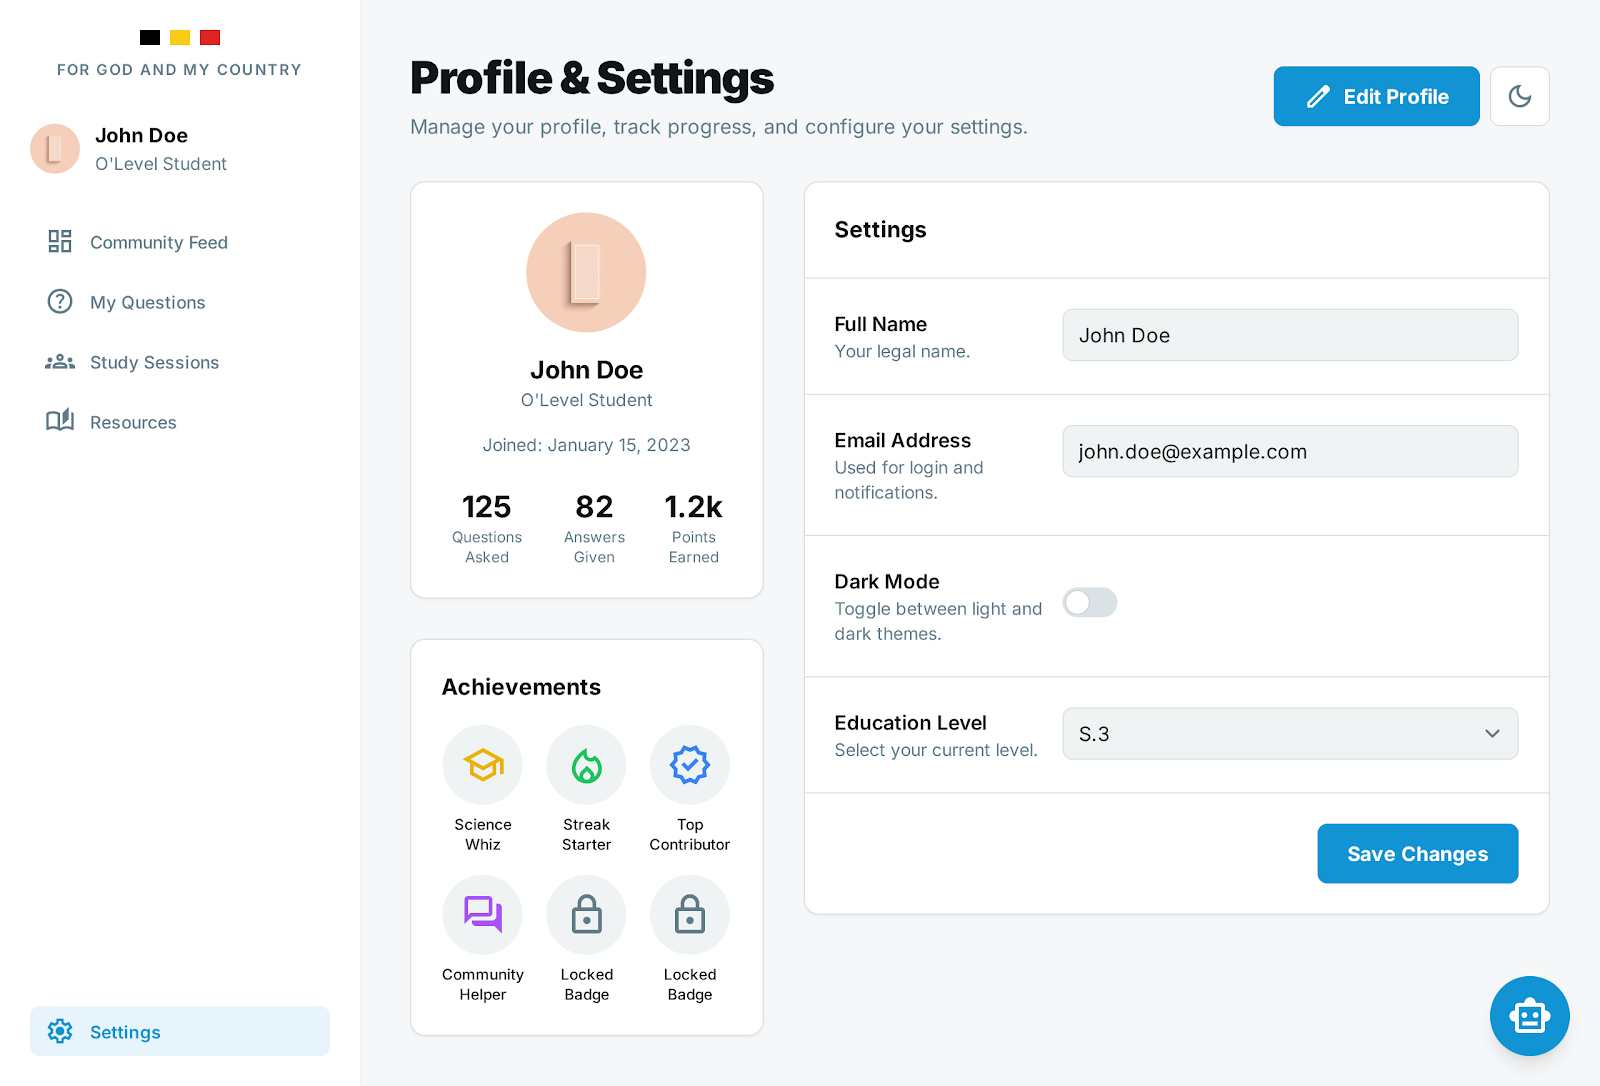 FOR GOD AND MY COUNTRY
John Doe
O'Level Student
Community Feed
My Questions
Study Sessions
Resources
Settings
Profile & Settings
Manage your profile, track progress, and configure your settings.
Edit Profile
John Doe
O'Level Student
Joined: January 15, 2023
125
Questions
Asked
82
Answers
Given
1.2k
Points
Earned
Achievements
Science
Whiz
Streak
Starter
Top
Contributor
Community
Helper
Locked
Badge
Locked
Badge
Settings
Full Name
Your legal name.
John Doe
Email Address
Used for login and
notifications.
john.doe@example.com
Dark Mode
Toggle between light and
dark themes.
Education Level
Select your current level.
S.3
Save Changes